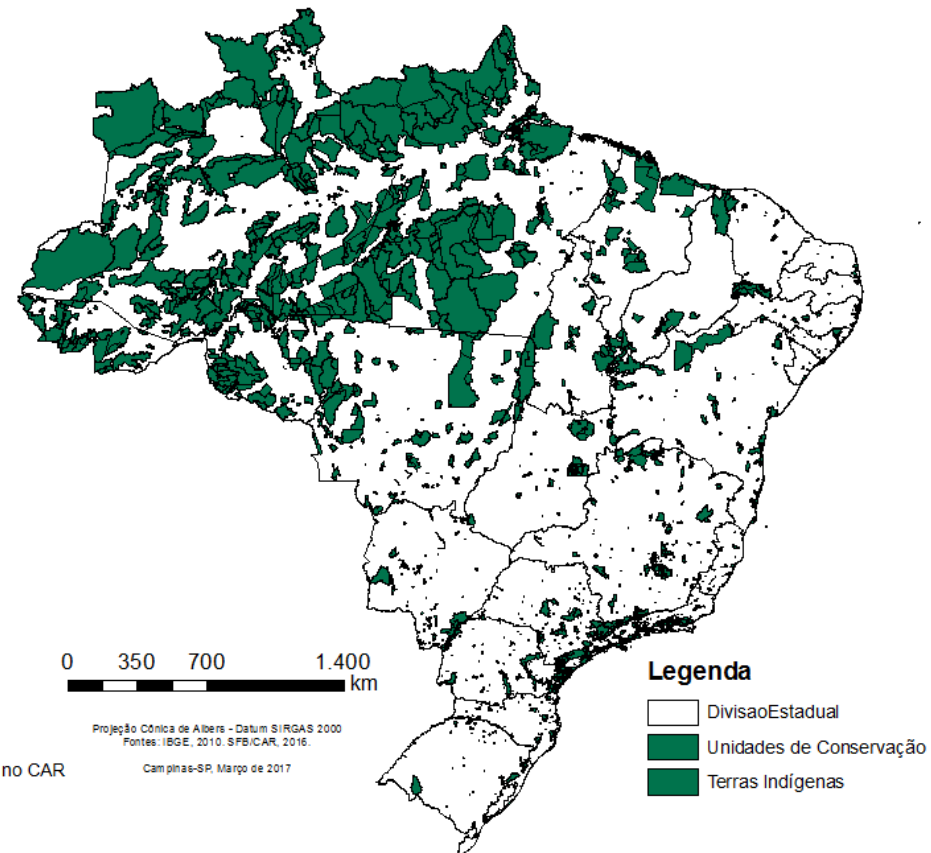 0 350 700 1.400
km
Projeção Cônica de Albers - Datum SIRGAS 2000
Fontes: IBGE, 2010. SFB/CAR, 2016.
no CAR
Campinas-SP, Março de 2017
Legenda
DivisaoEstadual
Unidades de Conservação
Terras Indígenas